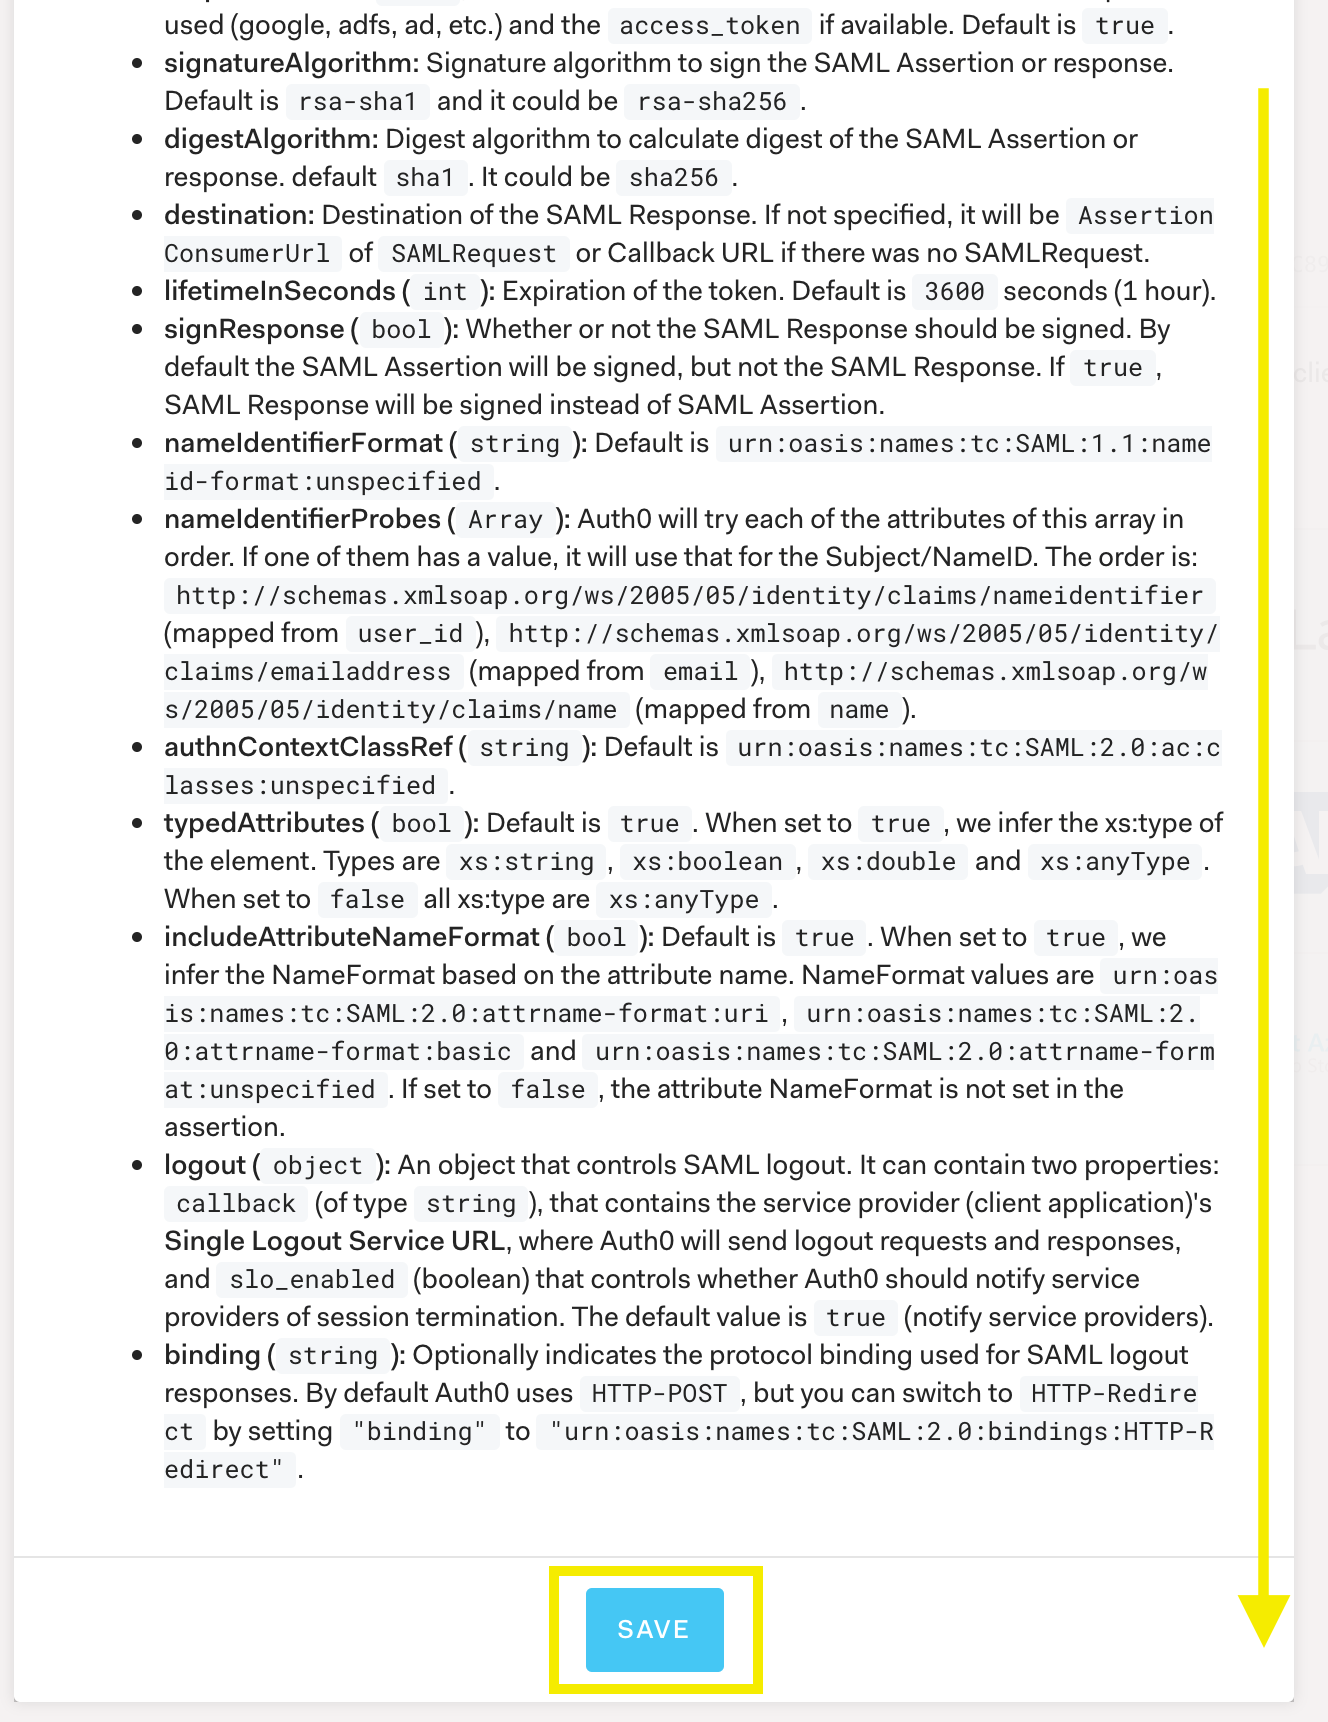 used (google, adfs, ad, etc.) and the access_token if available. Default is true .
signatureAlgorithm: Signature algorithm to sign the SAML Assertion or response.
Default is rsa-sha1 and it could be rsa-sha256 .
digestAlgorithm: Digest algorithm to calculate digest of the SAML Assertion or
response. default sha1 . It could be sha256 .
destination: Destination of the SAML Response. If not specified, it will be Assertion
ConsumerUrl of SAMLRequest or Callback URL if there was no SAMLRequest.
lifetimeInSeconds ( int ): Expiration of the token. Default is 3600 seconds (1 hour).
signResponse ( bool ): Whether or not the SAML Response should be signed. By
default the SAML Assertion will be signed, but not the SAML Response. If true ,
SAML Response will be signed instead of SAML Assertion.
nameIdentifierFormat ( string ): Default is urn:oasis:names:tc:SAML:1.1:name
id-format:unspecified .
nameIdentifierProbes ( Array ): Auth0 will try each of the attributes of this array in
order. If one of them has a value, it will use that for the Subject/NameID. The order is:
http://schemas.xmlsoap.org/ws/2005/05/identity/claims/nameidentifier
(mapped from user_id ), http://schemas.xmlsoap.org/ws/2005/05/identity/
claims/emailaddress (mapped from email ), http://schemas.xmlsoap.org/w
s/2005/05/identity/claims/name (mapped from name ).
authnContextClassRef ( string ): Default is urn:oasis:names:tc:SAML:2.0:ac:c
lasses:unspecified .
typedAttributes ( bool ): Default is true . When set to true , we infer the xs:type of
the element. Types are xs:string , xs:boolean , xs:double and xs:anyType .
When set to false all xs:type are xs:anyType .
includeAttributeNameFormat ( bool ): Default is true . When set to true , we
infer the NameFormat based on the attribute name. NameFormat values are urn:oas
is:names:tc:SAML:2.0:attrname-format:uri , urn:oasis:names:tc:SAML:2.
0:attrname-format:basic and urn:oasis:names:tc:SAML:2.0:attrname-form
at:unspecified . If set to false , the attribute NameFormat is not set in the
assertion.
logout ( object ): An object that controls SAML logout. It can contain two properties:
callback (of type string ), that contains the service provider (client application)'s
Single Logout Service URL, where Auth0 will send logout requests and responses,
and slo_enabled (boolean) that controls whether Auth0 should notify service
providers of session termination. The default value is true (notify service providers).
binding ( string ): Optionally indicates the protocol binding used for SAML logout
responses. By default Auth0 uses HTTP-POST , but you can switch to HTTP-Redire
ct by setting "binding" to "urn:oasis:names:tc:SAML:2.0:bindings:HTTP-R
edirect" .
SAVE